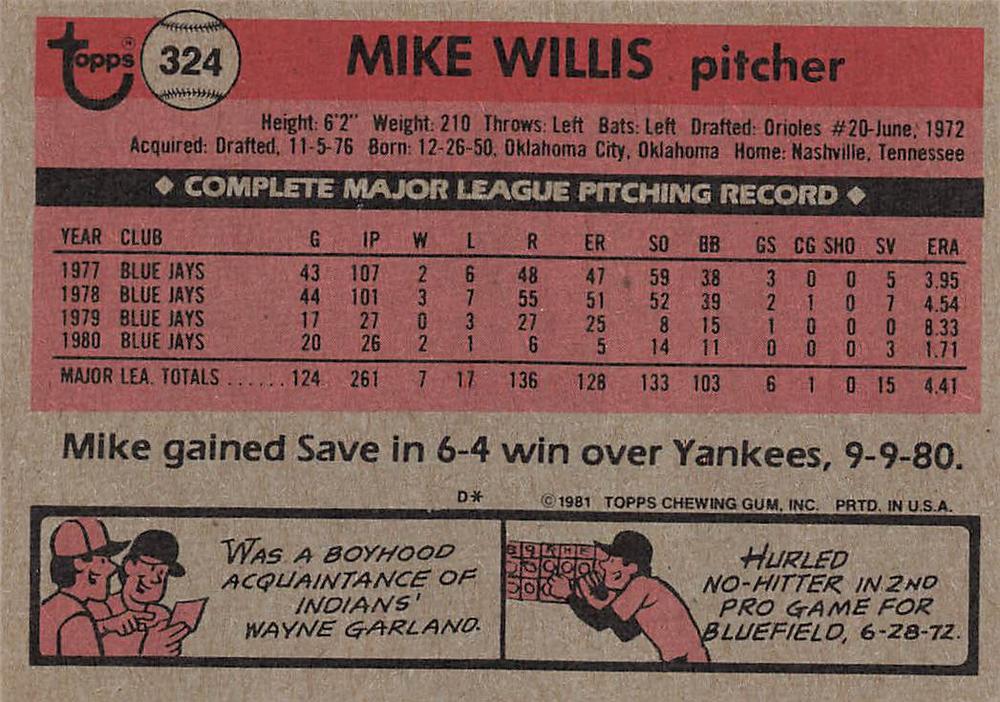 topps 324 MIKE WILLIS pitcher
Height: 6'2" Weight: 210 Throws: Left Bats: Left Drafted: Orioles #20-June, 1972
Acquired: Drafted, 11-5-76 Born: 12-26-50, Oklahoma City, Oklahoma Home: Nashville, Tennessee
◆ COMPLETE MAJOR LEAGUE PITCHING RECORD ◆
YEAR CLUB G IP W L R ER SO BB GS CG SHO SV ERA
1977 BLUE JAYS 43 107 2 6 48 47 59 38 3 0 0 5 3.95
1978 BLUE JAYS 44 101 3 7 55 51 52 39 2 1 0 7 4.54
1979 BLUE JAYS 17 27 0 3 27 25 8 15 1 0 0 0 8.33
1980 BLUE JAYS 20 26 2 1 6 5 14 11 0 0 0 3 1.71
MAJOR LEA. TOTALS ...... 124 261 7 17 136 128 133 103 6 1 0 15 4.41
Mike gained Save in 6-4 win over Yankees, 9-9-80.
D* © 1981 TOPPS CHEWING GUM, INC. PRTD. IN U.S.A.
WAS A BOYHOOD
ACQUAINTANCE OF
INDIANS'
WAYNE GARLAND.
8 9 R H E
HURLED
NO-HITTER IN 2ND
PRO GAME FOR
BLUEFIELD, 6-28-72.